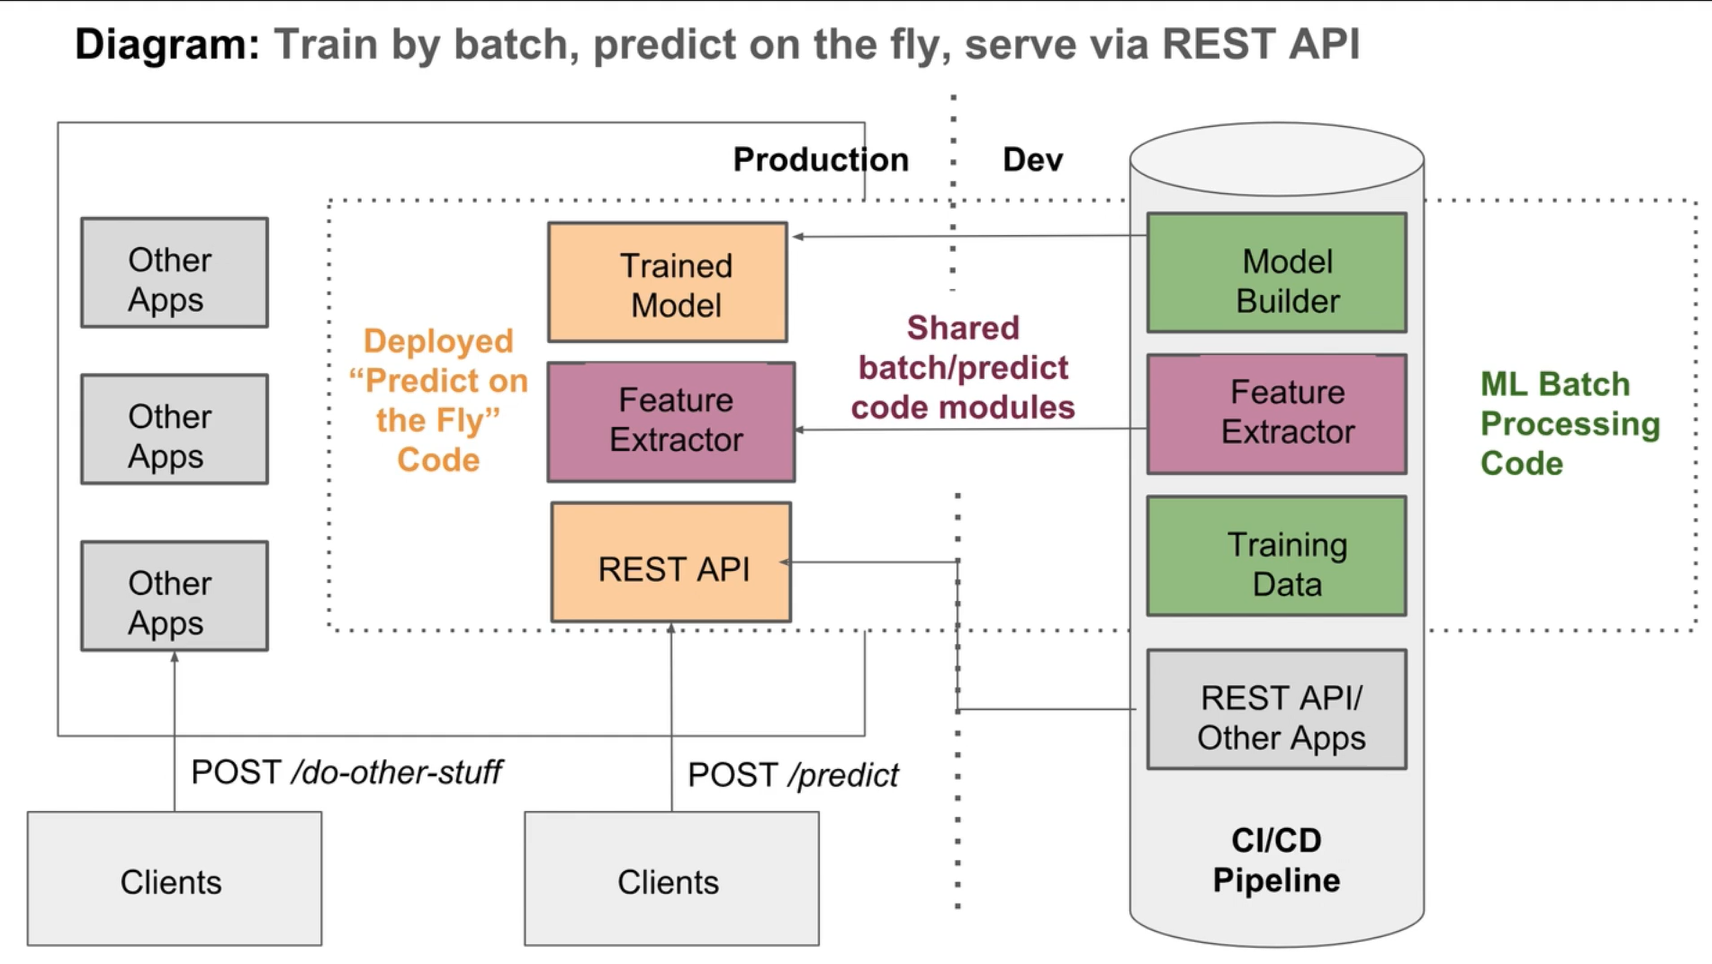 Diagram: Train by batch, predict on the fly, serve via REST API
Production
Dev
Other
Apps
Other
Apps
Other
Apps
Deployed
“Predict on
the Fly”
Code
Trained
Model
Feature
Extractor
REST API
Shared
batch/predict
code modules
Model
Builder
Feature
Extractor
Training
Data
REST API/
Other Apps
CI/CD
Pipeline
ML Batch
Processing
Code
POST /do-other-stuff
POST /predict
Clients
Clients